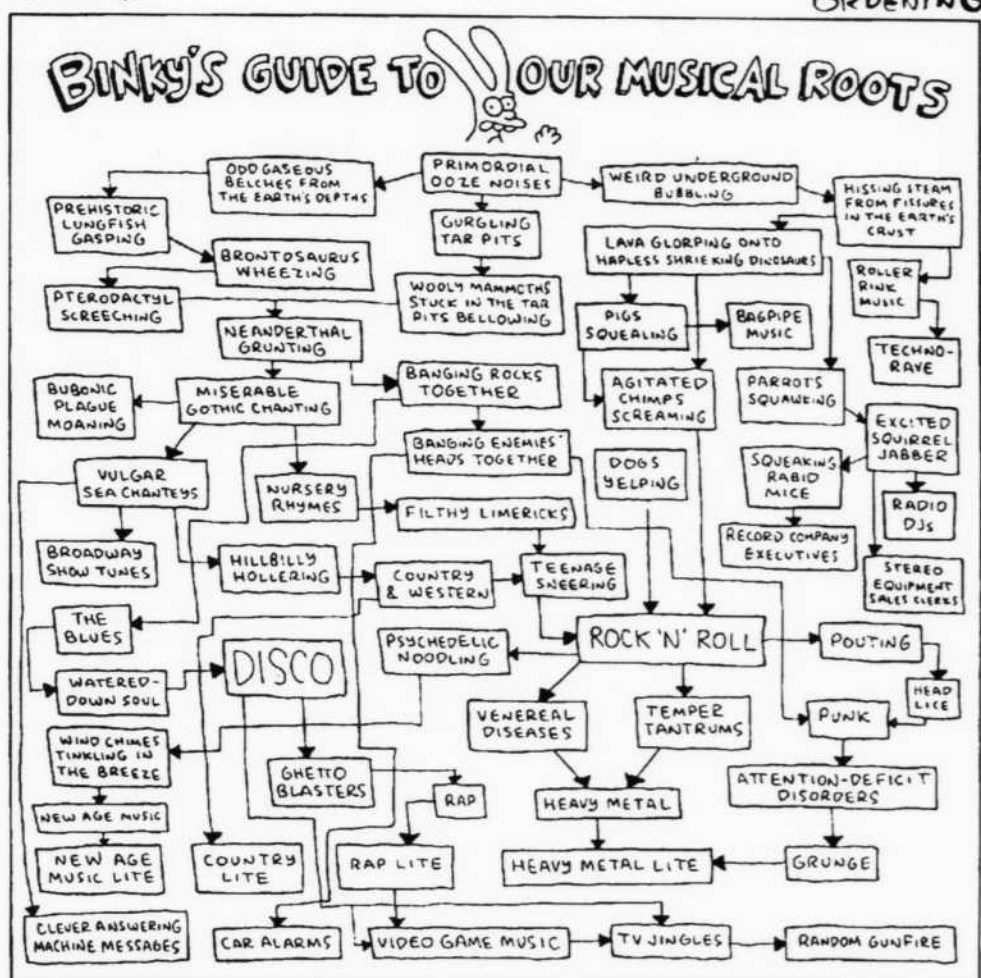 ORDENING
BINKY'S GUIDE TO OUR MUSICAL ROOTS
ODD GASEOUS
BELCHES FROM
THE EARTH'S DEPTHS
PRIMORDIAL
OOZE NOISES
WEIRD UNDERGROUND
BUBBLING
HISSING STEAM
FROM FISSURES
IN THE EARTH'S
CRUST
PREHISTORIC
LUNGFISH
GASPING
GURGLING
TAR PITS
LAVA GLORPING ONTO
HAPLESS SHRIEKING DINOSAURS
BRONTOSAURUS
WHEEZING
ROLLER
RINK
MUSIC
PTERODACTYL
SCREECHING
WOOLY MAMMOTHS
STUCK IN THE TAR
PITS BELLOWING
PIGS
SQUEALING
BAGPIPE
MUSIC
NEANDERTHAL
GRUNTING
TECHNO-
RAVE
BUBONIC
PLAGUE
MOANING
MISERABLE
GOTHIC CHANTING
BANGING ROCKS
TOGETHER
AGITATED
CHIMPS
SCREAMING
PARROTS
SQUAWKING
EXCITED
SQUIRREL
JABBER
VULGAR
SEA CHANTEYS
NURSERY
RHYMES
BANGING ENEMIES'
HEADS TOGETHER
DOGS
YELPING
SQUEAKING
RABID
MICE
RADIO
DJs
FILTHY LIMERICKS
RECORD COMPANY
EXECUTIVES
BROADWAY
SHOW TUNES
HILLBILLY
HOLLERING
COUNTRY
& WESTERN
TEENAGE
SNEERING
STEREO
EQUIPMENT
SALES CLERKS
THE
BLUES
DISCO
PSYCHEDELIC
NOODLING
ROCK 'N' ROLL
POUTING
WATERED-
DOWN SOUL
HEAD
LICE
VENEREAL
DISEASES
TEMPER
TANTRUMS
PUNK
WIND CHIMES
TINKLING IN
THE BREEZE
GHETTO
BLASTERS
RAP
HEAVY METAL
ATTENTION-DEFICIT
DISORDERS
NEW AGE MUSIC
NEW AGE
MUSIC LITE
COUNTRY
LITE
RAP LITE
HEAVY METAL LITE
GRUNGE
CLEVER ANSWERING
MACHINE MESSAGES
CAR ALARMS
VIDEO GAME MUSIC
TV JINGLES
RANDOM GUNFIRE